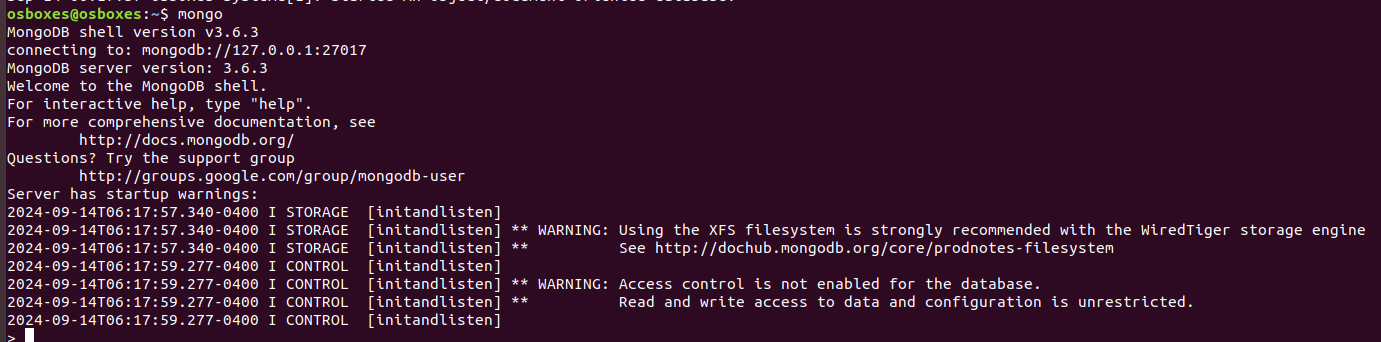 osboxes@osboxes:~$ mongo
MongoDB shell version v3.6.3
connecting to: mongodb://127.0.0.1:27017
MongoDB server version: 3.6.3
Welcome to the MongoDB shell.
For interactive help, type "help".
For more comprehensive documentation, see
        http://docs.mongodb.org/
Questions? Try the support group
        http://groups.google.com/group/mongodb-user
Server has startup warnings:
2024-09-14T06:17:57.340-0400 I STORAGE  [initandlisten]
2024-09-14T06:17:57.340-0400 I STORAGE  [initandlisten] ** WARNING: Using the XFS filesystem is strongly recommended with the WiredTiger storage engine
2024-09-14T06:17:57.340-0400 I STORAGE  [initandlisten] **          See http://dochub.mongodb.org/core/prodnotes-filesystem
2024-09-14T06:17:59.277-0400 I CONTROL  [initandlisten]
2024-09-14T06:17:59.277-0400 I CONTROL  [initandlisten] ** WARNING: Access control is not enabled for the database.
2024-09-14T06:17:59.277-0400 I CONTROL  [initandlisten] **          Read and write access to data and configuration is unrestricted.
2024-09-14T06:17:59.277-0400 I CONTROL  [initandlisten]
>